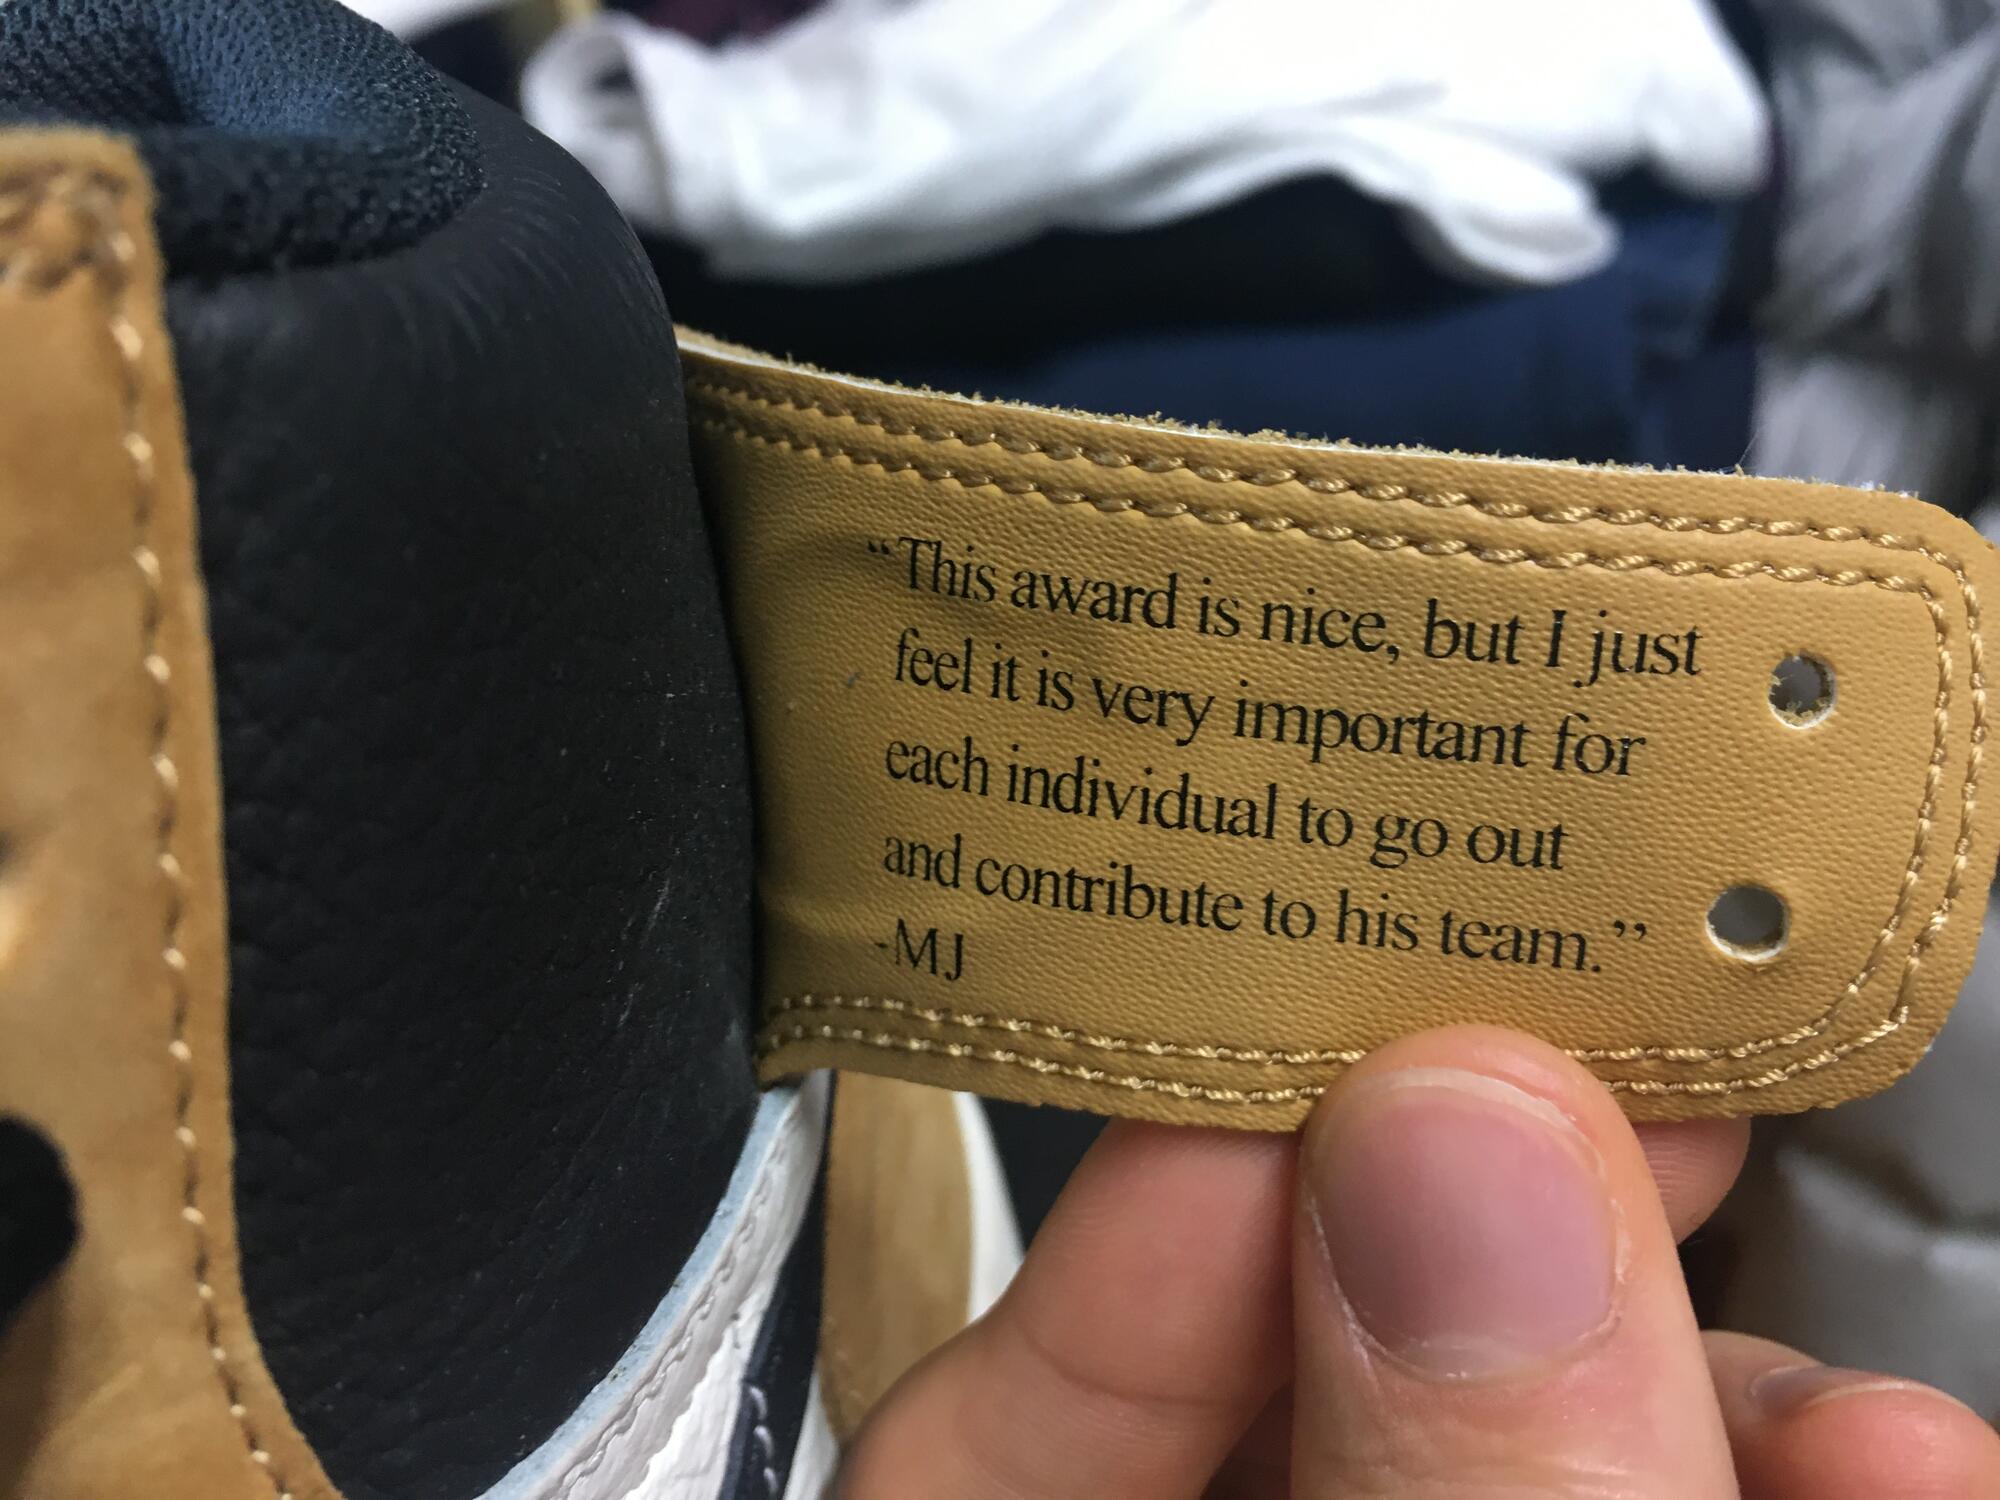 “This award is nice, but I just
feel it is very important for
each individual to go out
and contribute to his team.”
-MJ